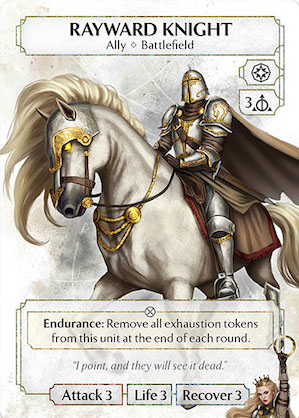 RAYWARD KNIGHT
Ally ⟐ Battlefield
3
Endurance: Remove all exhaustion tokens
from this unit at the end of each round.
"I point, and they will see it dead."
Attack 3 Life 3 Recover 3